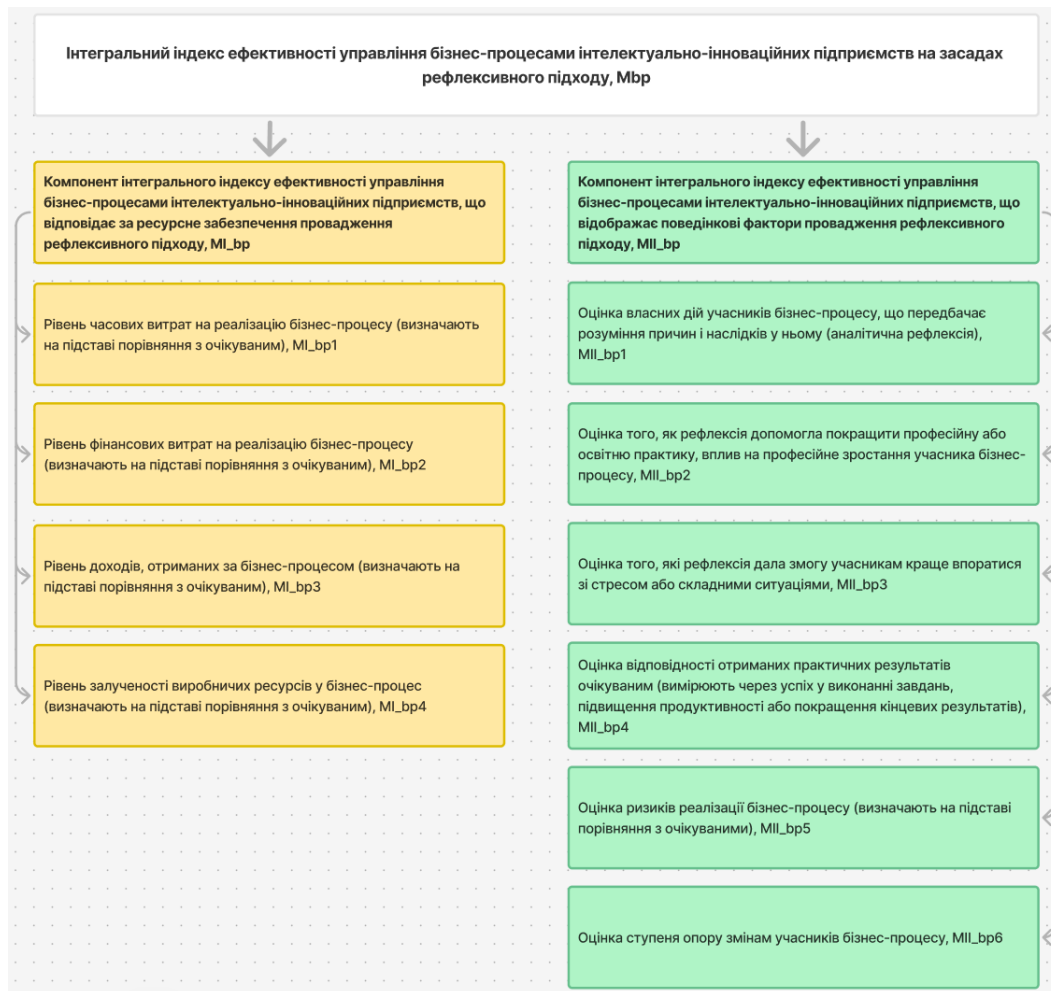 Інтегральний індекс ефективності управління бізнес-процесами інтелектуально-інноваційних підприємств на засадах
рефлексивного підходу, Mbp
Компонент інтегрального індексу ефективності управління
бізнес-процесами інтелектуально-інноваційних підприємств, що
відповідає за ресурсне забезпечення провадження
рефлексивного підходу, MI_bp
Рівень часових витрат на реалізацію бізнес-процесу (визначають
на підставі порівняння з очікуваним), MI_bp1
Рівень фінансових витрат на реалізацію бізнес-процесу
(визначають на підставі порівняння з очікуваним), MI_bp2
Рівень доходів, отриманих за бізнес-процесом (визначають на
підставі порівняння з очікуваним), MI_bp3
Рівень залученості виробничих ресурсів у бізнес-процес
(визначають на підставі порівняння з очікуваним), MI_bp4
Компонент інтегрального індексу ефективності управління
бізнес-процесами інтелектуально-інноваційних підприємств, що
відображає поведінкові фактори провадження рефлексивного
підходу, MII_bp
Оцінка власних дій учасників бізнес-процесу, що передбачає
розуміння причин і наслідків у ньому (аналітична рефлексія),
MII_bp1
Оцінка того, як рефлексія допомогла покращити професійну або
освітню практику, вплив на професійне зростання учасника бізнес-
процесу, MII_bp2
Оцінка того, які рефлексія дала змогу учасникам краще впоратися
зі стресом або складними ситуаціями, MII_bp3
Оцінка відповідності отриманих практичних результатів
очікуваним (вимірюють через успіх у виконанні завдань,
підвищення продуктивності або покращення кінцевих результатів),
MII_bp4
Оцінка ризиків реалізації бізнес-процесу (визначають на підставі
порівняння з очікуваними), MII_bp5
Оцінка ступеня опору змінам учасників бізнес-процесу, MII_bp6